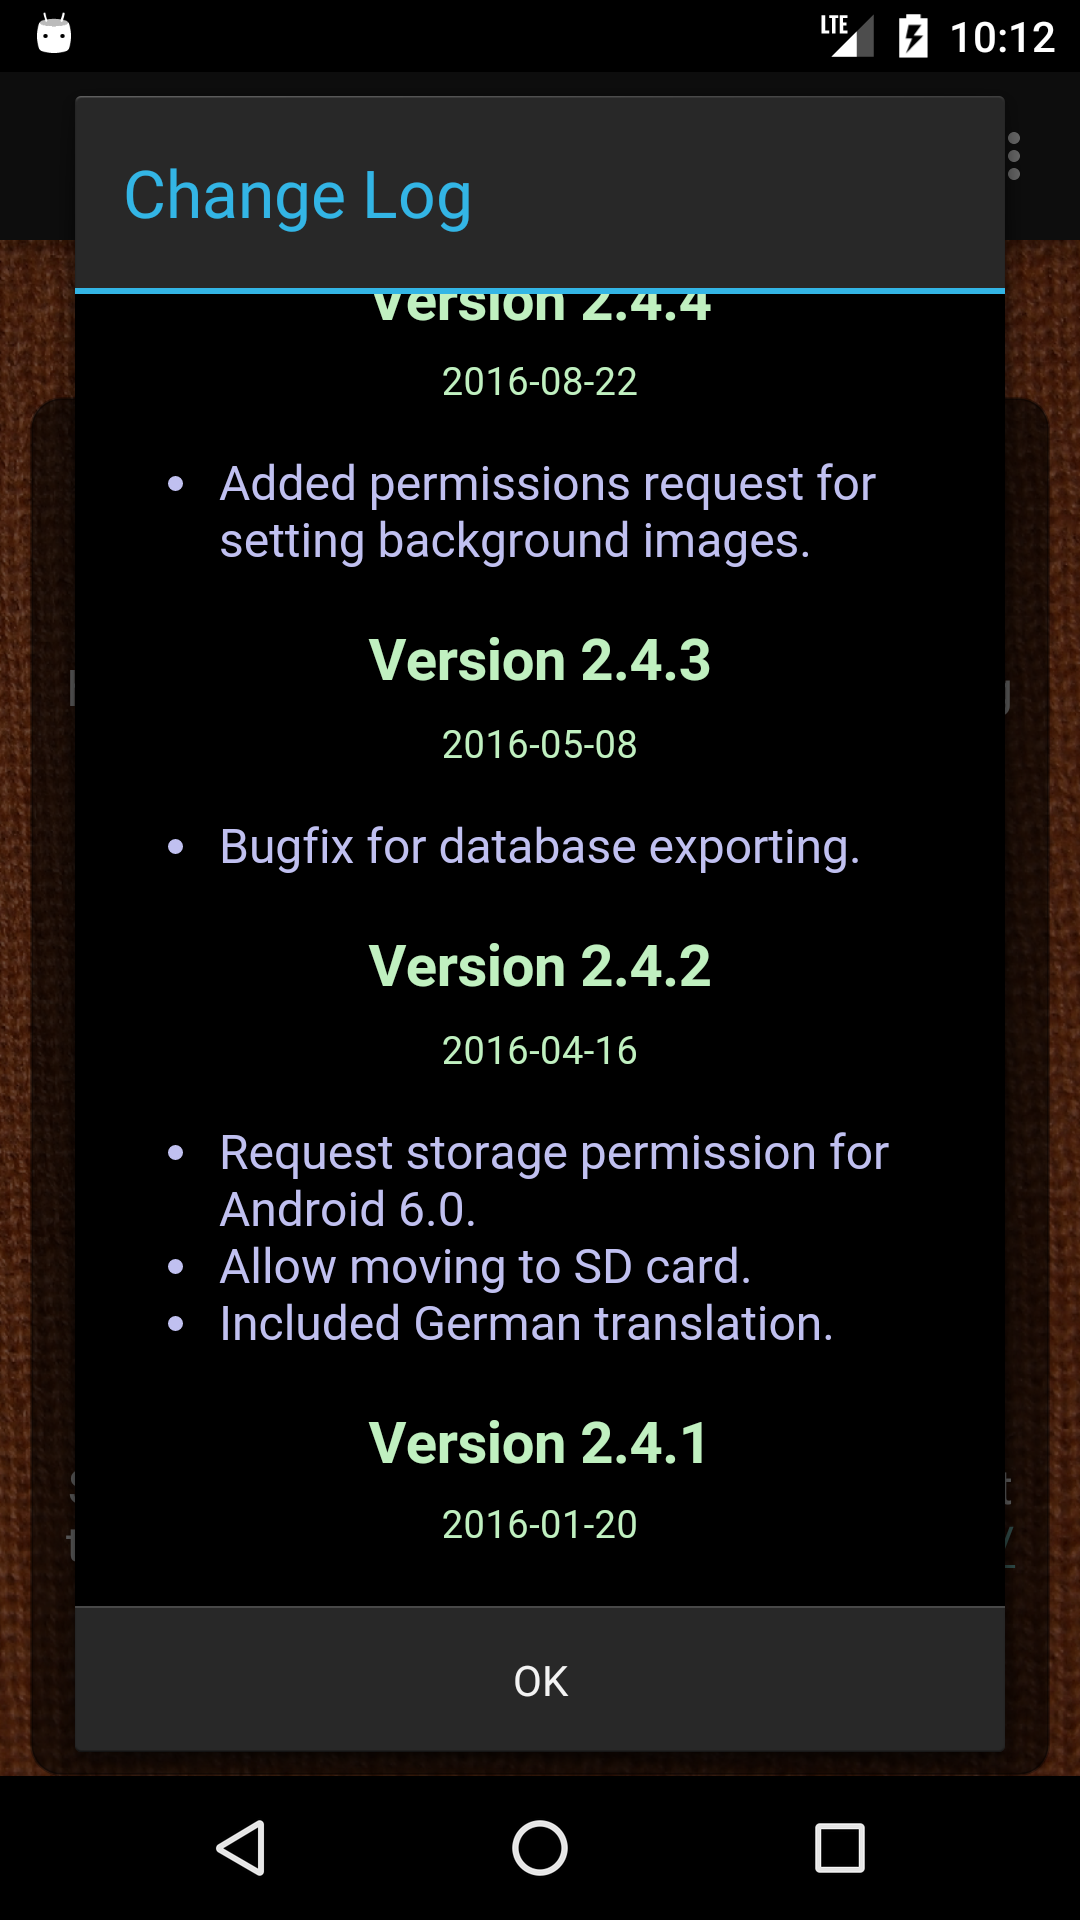 LTE 10:12
Change Log
Version 2.4.4
2016-08-22
• Added permissions request for
setting background images.
Version 2.4.3
2016-05-08
• Bugfix for database exporting.
Version 2.4.2
2016-04-16
• Request storage permission for
Android 6.0.
• Allow moving to SD card.
• Included German translation.
Version 2.4.1
2016-01-20
OK